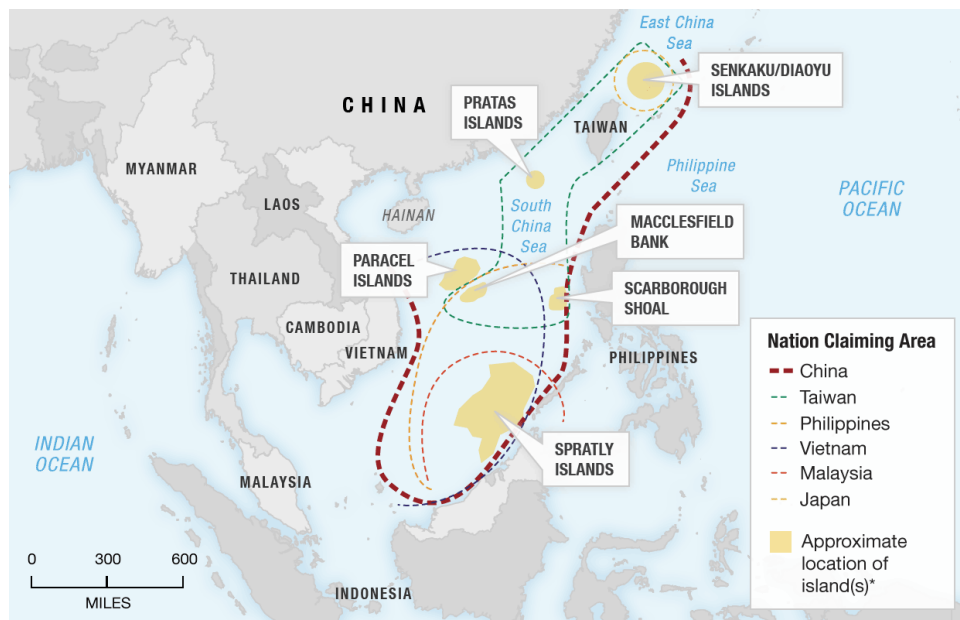 East China
Sea
SENKAKU/DIAOYU
ISLANDS
CHINA
PRATAS
ISLANDS
TAIWAN
MYANMAR
Philippine
Sea
PACIFIC
OCEAN
LAOS
HAINAN
South
China
Sea
MACCLESFIELD
BANK
PARACEL
ISLANDS
THAILAND
SCARBOROUGH
SHOAL
CAMBODIA
VIETNAM
PHILIPPINES
INDIAN
OCEAN
MALAYSIA
SPRATLY
ISLANDS
INDONESIA
0 300 600
MILES
Nation Claiming Area
China
Taiwan
Philippines
Vietnam
Malaysia
Japan
Approximate
location of
island(s)*